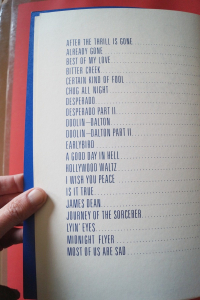 AFTER THE THRILL IS GONE
ALREADY GONE
BEST OF MY LOVE
BITTER CREEK
CERTAIN KIND OF FOOL
CHUG ALL NIGHT
DESPERADO
DESPERADO PART II
DOOLIN–DALTON
DOOLIN–DALTON PART II
EARLYBIRD
A GOOD DAY IN HELL
HOLLYWOOD WALTZ
I WISH YOU PEACE
IS IT TRUE
JAMES DEAN
JOURNEY OF THE SORCERER
LYIN' EYES
MIDNIGHT FLYER
MOST OF US ARE SAD